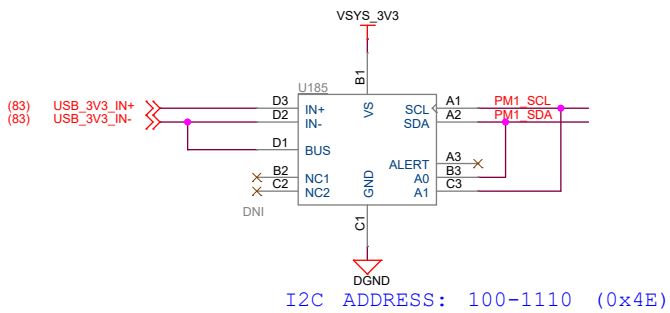 VSYS_3V3
B1
U185
(83) USB_3V3_IN+ D3 IN+ VS SCL A1 PM1_SCL
(83) USB_3V3_IN- D2 IN- SDA A2 PM1_SDA
D1 BUS
ALERT A3
B2 NC1 A0 B3
C2 NC2 GND A1 C3
DNI
C1
DGND
I2C ADDRESS: 100-1110 (0x4E)